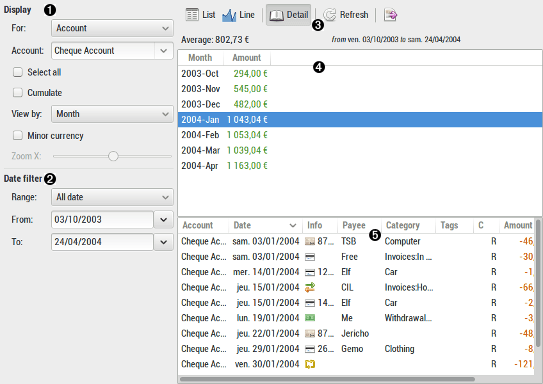 Display 1
For: Account
Account: Cheque Account
Select all
Cumulate
View by: Month
Minor currency
Zoom X:
Date filter 2
Range: All date
From: 03/10/2003
To: 24/04/2004
List Line Detail Refresh
3
Average: 802,73 € from ven. 03/10/2003 to sam. 24/04/2004
Month Amount 4
2003-Oct 294,00 €
2003-Nov 545,00 €
2003-Dec 482,00 €
2004-Jan 1 043,04 €
2004-Feb 1 053,04 €
2004-Mar 1 039,04 €
2004-Apr 1 163,00 €
Account Date Info Payee Category Tags C Amount
5
Cheque Ac... sam. 03/01/2004 87... TSB Computer R -46,
Cheque Ac... sam. 03/01/2004 Free Invoices:In ... R -30,
Cheque Ac... mer. 14/01/2004 12... Elf Car R -1
Cheque Ac... jeu. 15/01/2004 CIL Invoices:Ho... R -66,
Cheque Ac... jeu. 15/01/2004 14... Elf Car R -2
Cheque Ac... lun. 19/01/2004 Me Withdrawal... R -3
Cheque Ac... jeu. 22/01/2004 87... Jericho R -48,
Cheque Ac... jeu. 29/01/2004 26... Gemo Clothing R -8
Cheque Ac... ven. 30/01/2004 R -121,